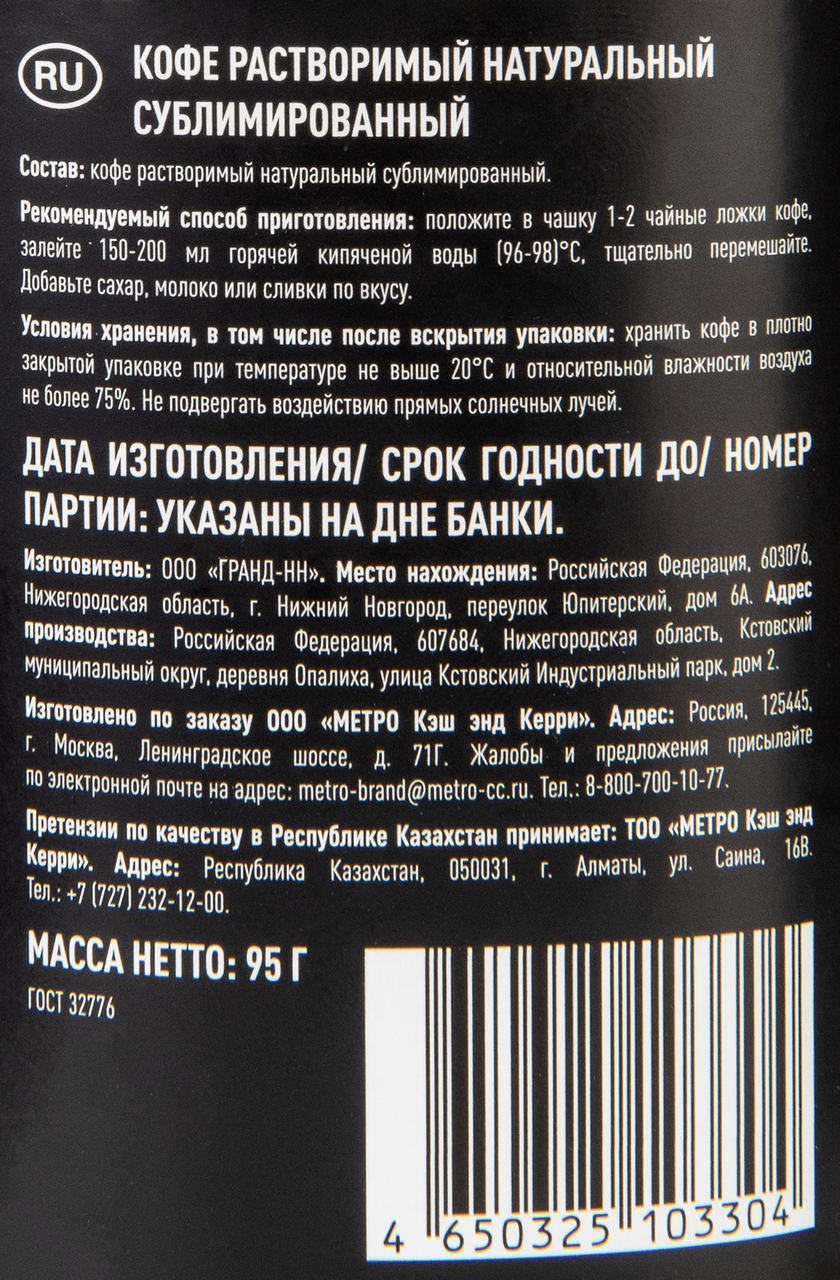 RU
КОФЕ РАСТВОРИМЫЙ НАТУРАЛЬНЫЙ
СУБЛИМИРОВАННЫЙ
Состав: кофе растворимый натуральный сублимированный.
Рекомендуемый способ приготовления: положите в чашку 1-2 чайные ложки кофе,
залейте 150-200 мл горячей кипяченой воды (96-98)°С, тщательно перемешайте.
Добавьте сахар, молоко или сливки по вкусу.
Условия хранения, в том числе после вскрытия упаковки: хранить кофе в плотно
закрытой упаковке при температуре не выше 20°С и относительной влажности воздуха
не более 75%. Не подвергать воздействию прямых солнечных лучей.
ДАТА ИЗГОТОВЛЕНИЯ/ СРОК ГОДНОСТИ ДО/ НОМЕР
ПАРТИИ: УКАЗАНЫ НА ДНЕ БАНКИ.
Изготовитель: ООО «ГРАНД-НН». Место нахождения: Российская Федерация, 603076,
Нижегородская область, г. Нижний Новгород, переулок Юпитерский, дом 6А. Адрес
производства: Российская Федерация, 607684, Нижегородская область, Кстовский
муниципальный округ, деревня Опалиха, улица Кстовский Индустриальный парк, дом 2.
Изготовлено по заказу ООО «МЕТРО Кэш энд Керри». Адрес: Россия, 125445,
г. Москва, Ленинградское шоссе, д. 71Г. Жалобы и предложения присылайте
по электронной почте на адрес: metro-brand@metro-cc.ru. Тел.: 8-800-700-10-77.
Претензии по качеству в Республике Казахстан принимает: ТОО «МЕТРО Кэш энд
Керри». Адрес: Республика Казахстан, 050031, г. Алматы, ул. Саина, 16В.
Тел.: +7 (727) 232-12-00.
МАССА НЕТТО: 95 Г
ГОСТ 32776
4 650325 103304